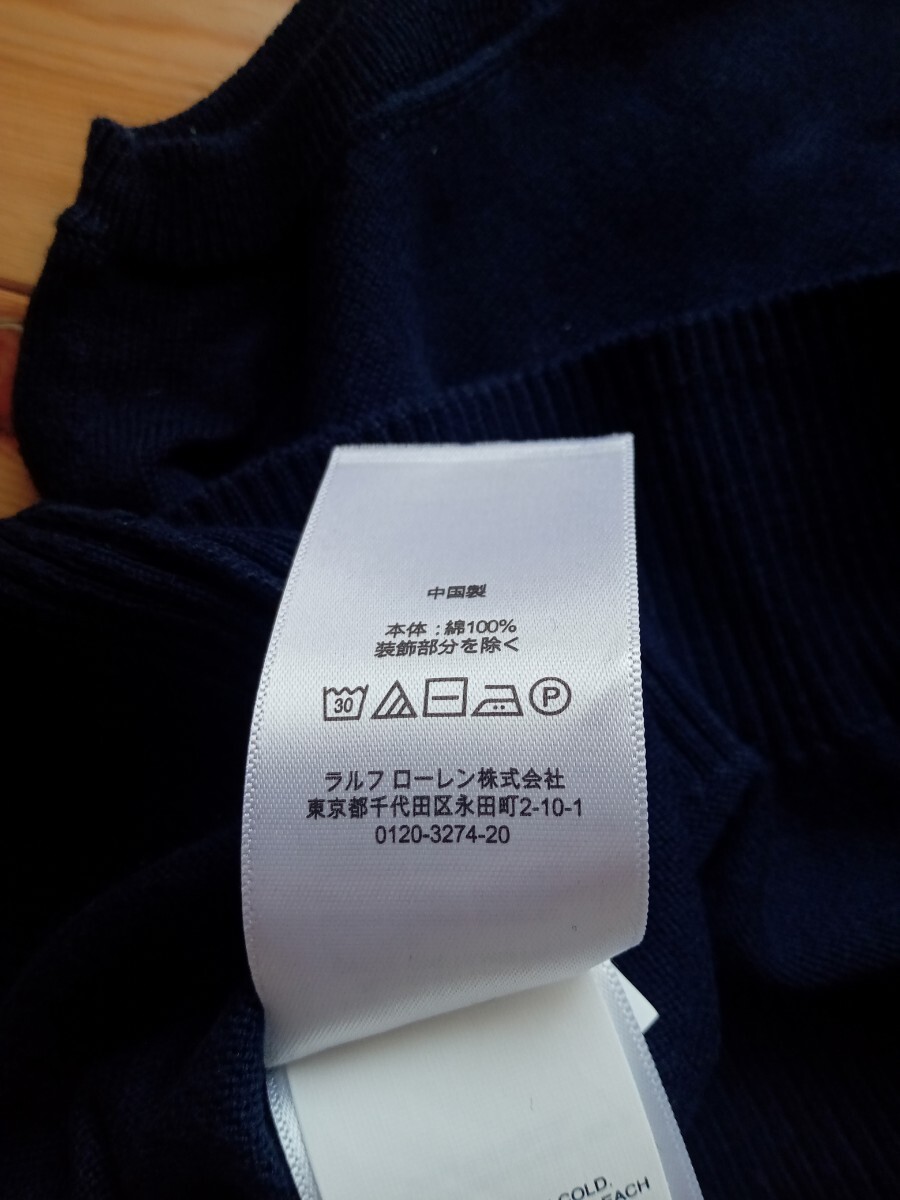 中国製
本体：綿100%
装飾部分を除く
30 P
ラルフ ローレン株式会社
東京都千代田区永田町2-10-1
0120-3274-20
COLD.
EACH